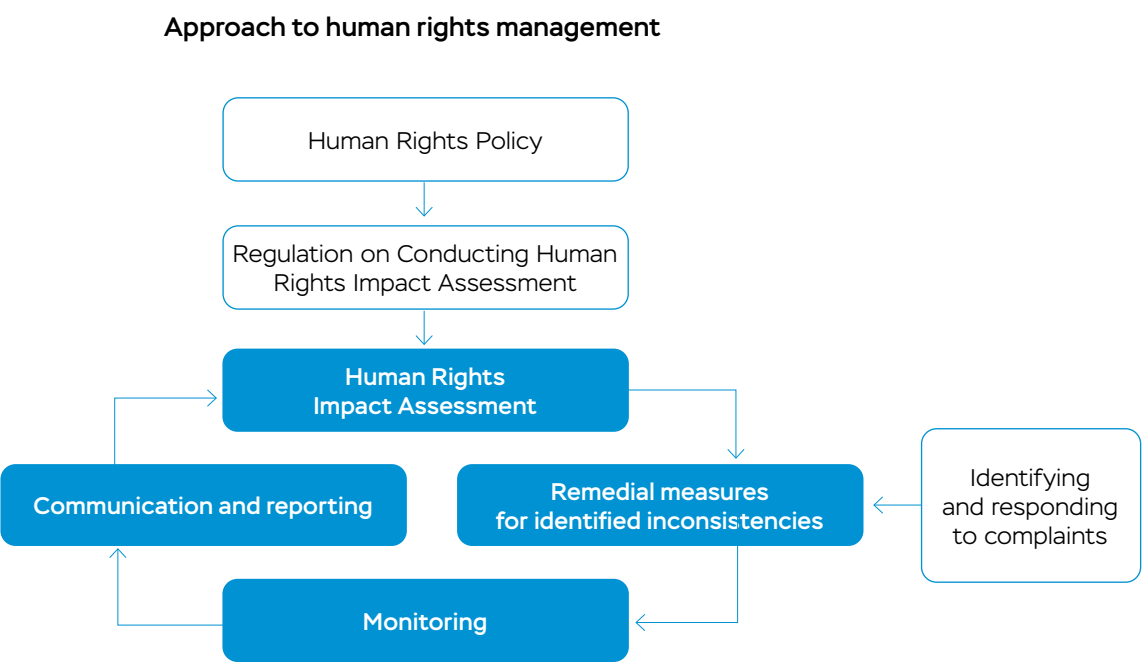 Approach to human rights management
Human Rights Policy
Regulation on Conducting Human
Rights Impact Assessment
Human Rights
Impact Assessment
Communication and reporting
Remedial measures
for identified inconsistencies
Identifying
and responding
to complaints
Monitoring